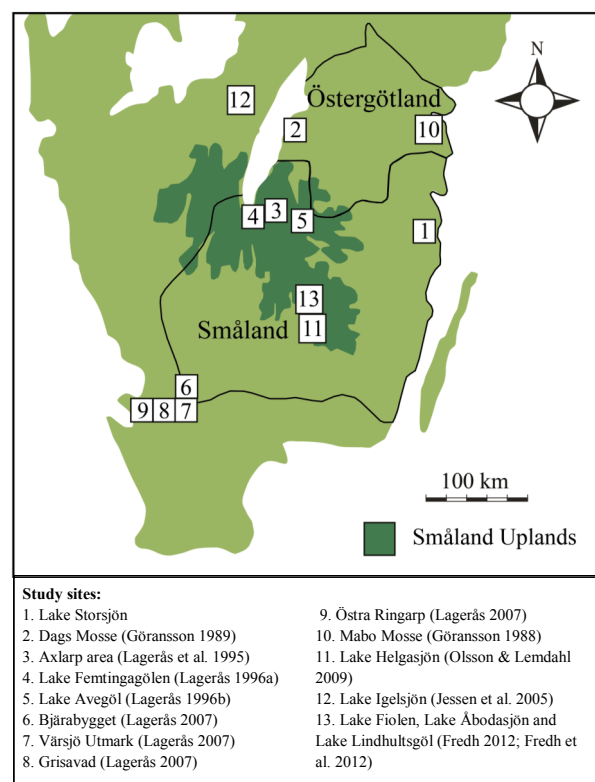 N
12
Östergötland
2
10
4
3
5
1
13
Småland
11
6
9
8
7
100 km
Småland Uplands
Study sites:
1. Lake Storsjön
2. Dags Mosse (Göransson 1989)
3. Axlarp area (Lagerås et al. 1995)
4. Lake Femtingagölen (Lagerås 1996a)
5. Lake Avegöl (Lagerås 1996b)
6. Bjärabygget (Lagerås 2007)
7. Värsjö Utmark (Lagerås 2007)
8. Grisavad (Lagerås 2007)
9. Östra Ringarp (Lagerås 2007)
10. Mabo Mosse (Göransson 1988)
11. Lake Helgasjön (Olsson & Lemdahl
2009)
12. Lake Igelsjön (Jessen et al. 2005)
13. Lake Fiolen, Lake Åbodasjön and
Lake Lindhultsgöl (Fredh 2012; Fredh et
al. 2012)